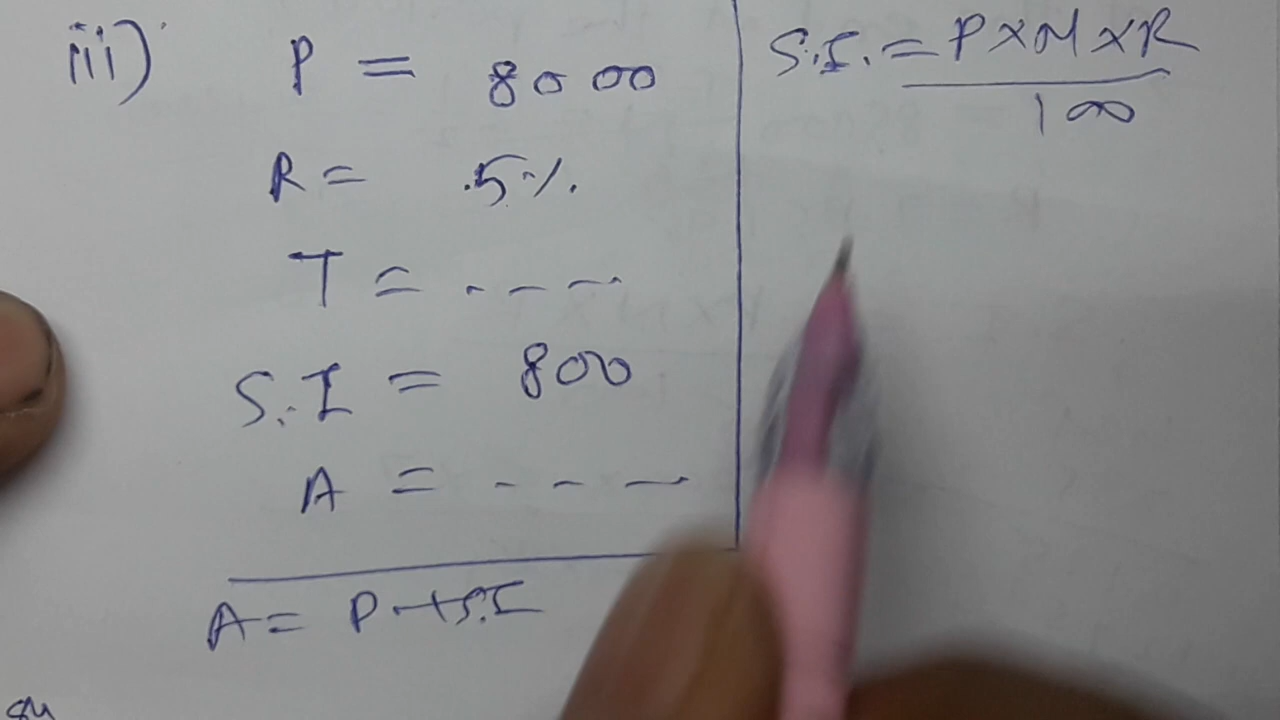 iii) P = 8000
R = 5%
T = - - -
S.I = 800
A = - - -
A = P + S.I
S.I. = P × N × R
100